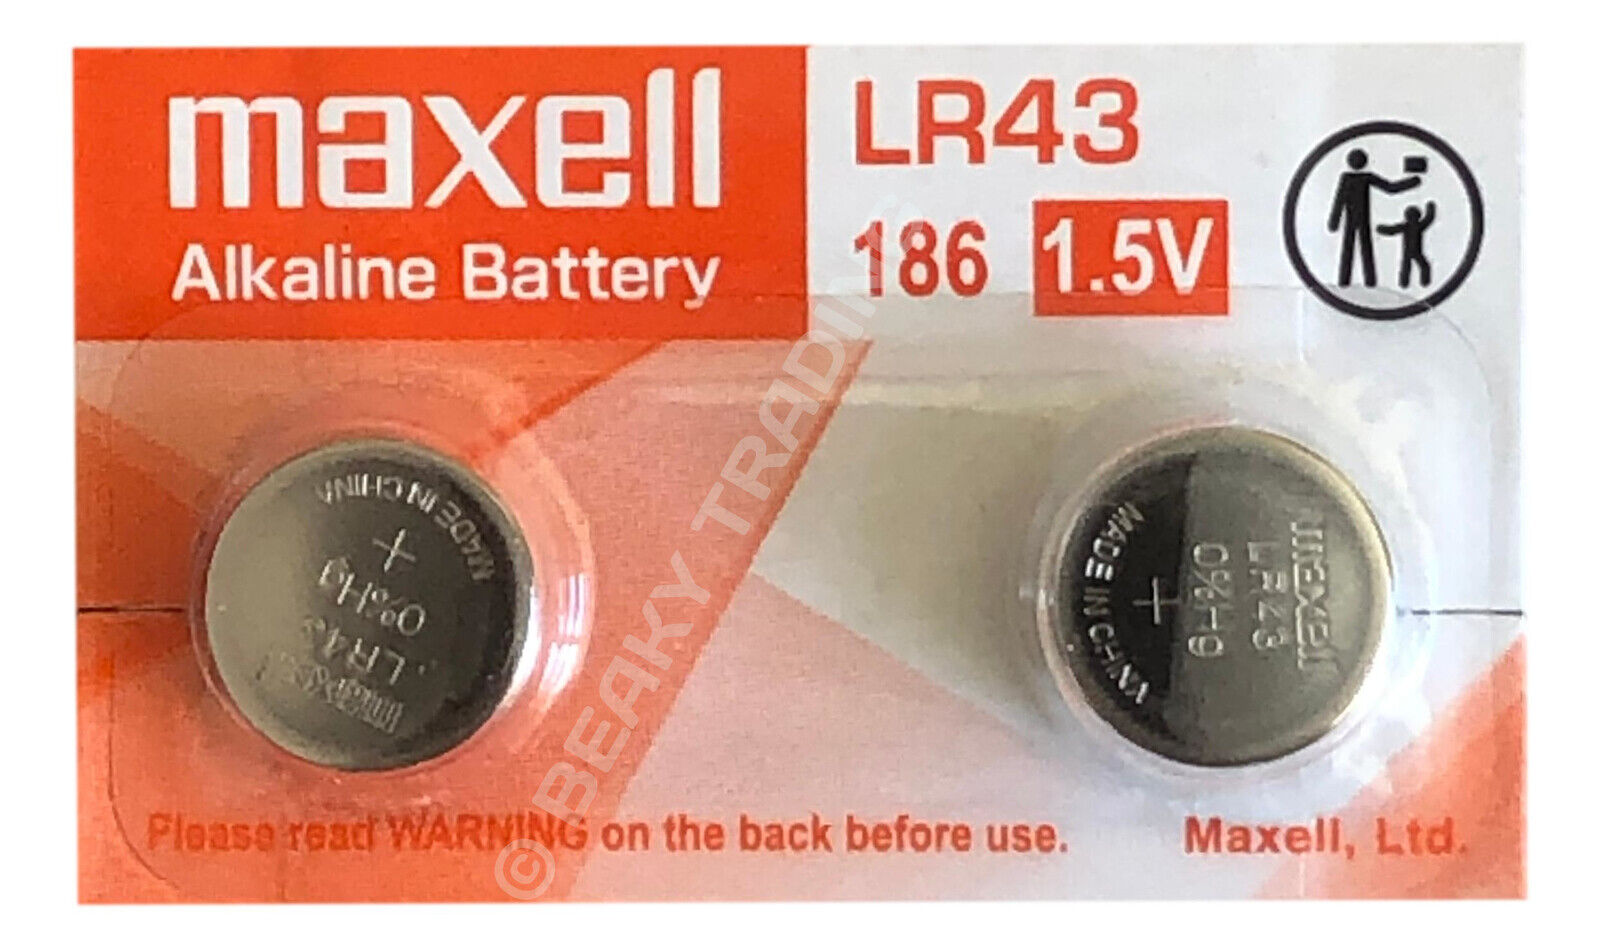 maxell
Alkaline Battery
LR43
186 1.5V
MADE IN CHINA
+
0%Hg
LR43
maxell
MADE IN CHINA
+
0%Hg
LR43
maxell
Please read WARNING on the back before use.
Maxell, Ltd.
© BEAKY TRADING